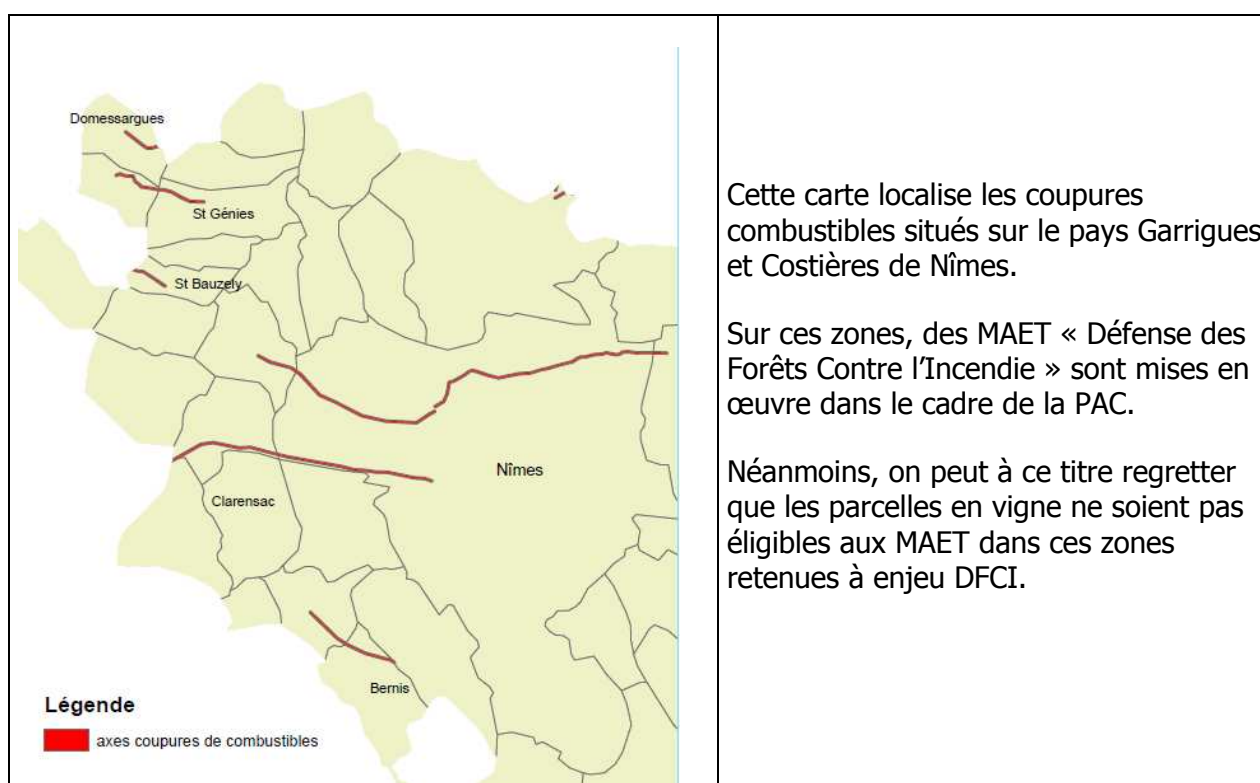 Domessargues
St Génies
St Bauzely
Nîmes
Clarensac
Bernis
Légende
axes coupures de combustibles
Cette carte localise les coupures
combustibles situés sur le pays Garrigues
et Costières de Nîmes.
Sur ces zones, des MAET « Défense des
Forêts Contre l’Incendie » sont mises en
œuvre dans le cadre de la PAC.
Néanmoins, on peut à ce titre regretter
que les parcelles en vigne ne soient pas
éligibles aux MAET dans ces zones
retenues à enjeu DFCI.